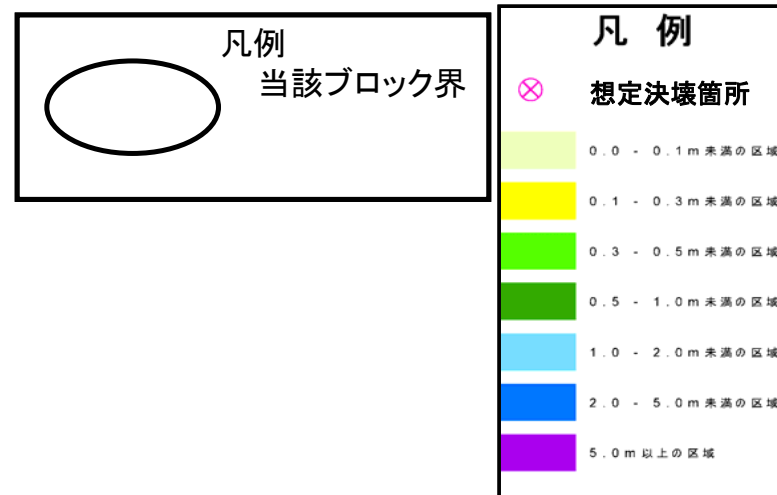 凡例
当該ブロック界
凡 例
想定決壊箇所
0.0 - 0.1m未満の区域
0.1 - 0.3m未満の区域
0.3 - 0.5m未満の区域
0.5 - 1.0m未満の区域
1.0 - 2.0m未満の区域
2.0 - 5.0m未満の区域
5.0m以上の区域